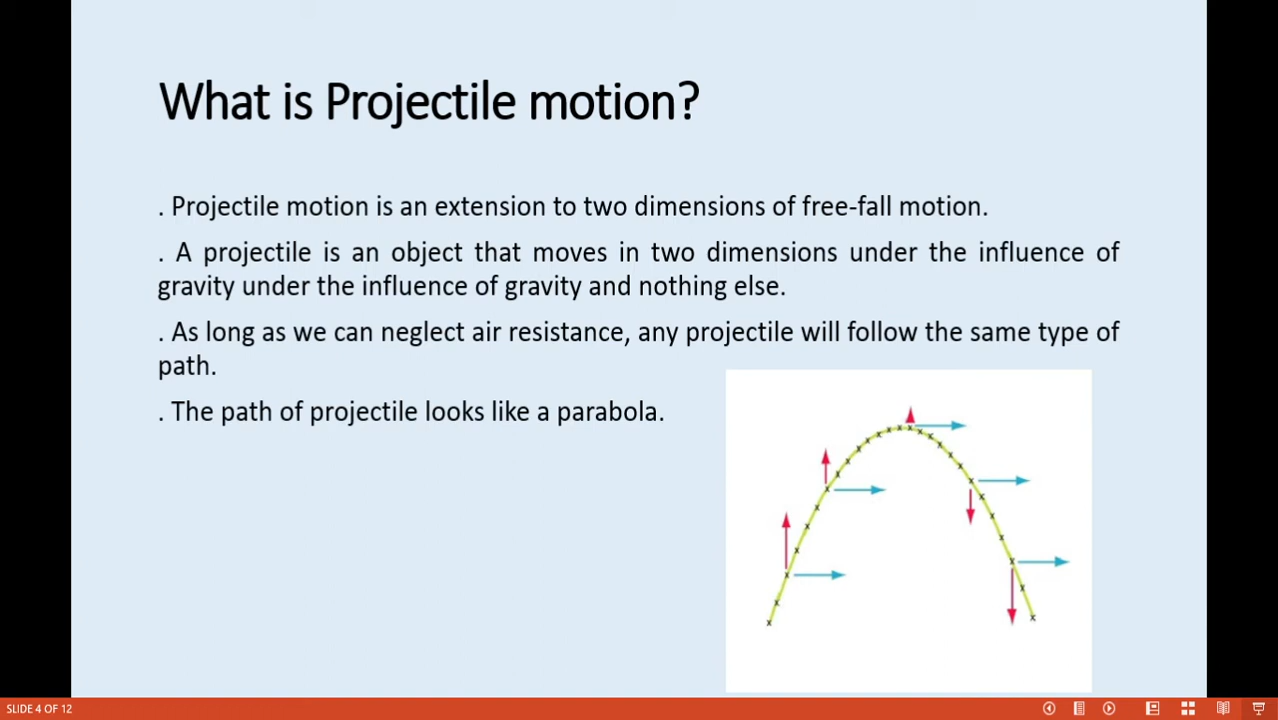 What is Projectile motion?
. Projectile motion is an extension to two dimensions of free-fall motion.
. A projectile is an object that moves in two dimensions under the influence of
gravity under the influence of gravity and nothing else.
. As long as we can neglect air resistance, any projectile will follow the same type of
path.
. The path of projectile looks like a parabola.
SLIDE 4 OF 12